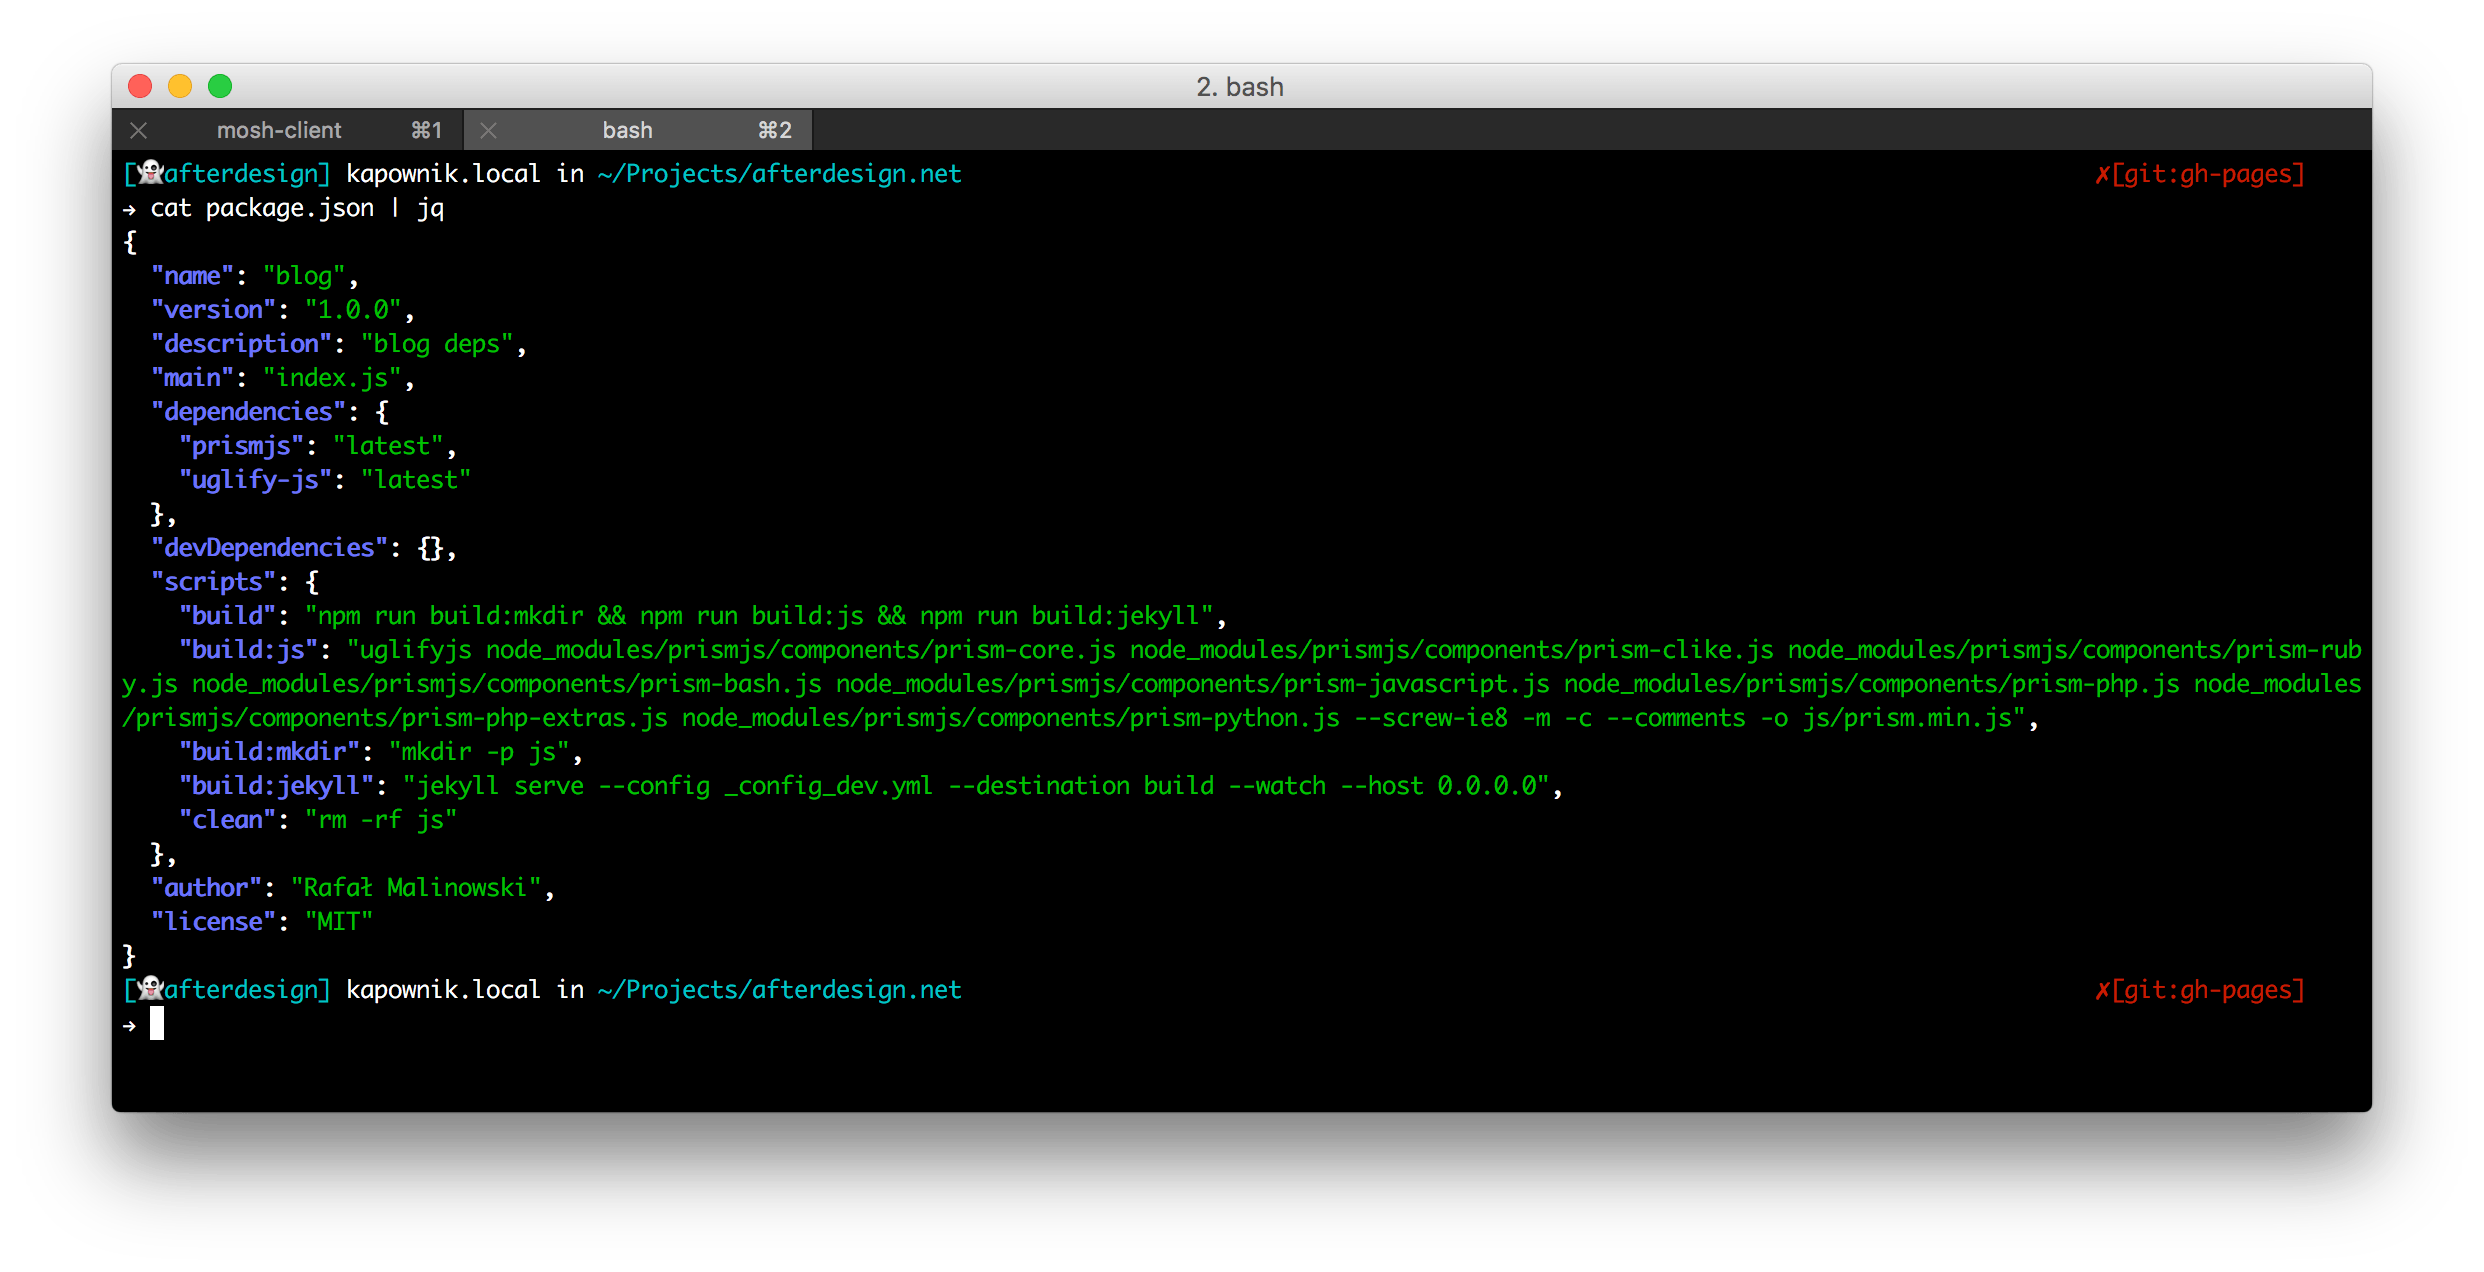 2. bash
mosh-client ⌘1 bash ⌘2
[👻afterdesign] kapownik.local in ~/Projects/afterdesign.net ✗[git:gh-pages]
→ cat package.json | jq
{
  "name": "blog",
  "version": "1.0.0",
  "description": "blog deps",
  "main": "index.js",
  "dependencies": {
    "prismjs": "latest",
    "uglify-js": "latest"
  },
  "devDependencies": {},
  "scripts": {
    "build": "npm run build:mkdir && npm run build:js && npm run build:jekyll",
    "build:js": "uglifyjs node_modules/prismjs/components/prism-core.js node_modules/prismjs/components/prism-clike.js node_modules/prismjs/components/prism-rub
y.js node_modules/prismjs/components/prism-bash.js node_modules/prismjs/components/prism-javascript.js node_modules/prismjs/components/prism-php.js node_modules
/prismjs/components/prism-php-extras.js node_modules/prismjs/components/prism-python.js --screw-ie8 -m -c --comments -o js/prism.min.js",
    "build:mkdir": "mkdir -p js",
    "build:jekyll": "jekyll serve --config _config_dev.yml --destination build --watch --host 0.0.0.0",
    "clean": "rm -rf js"
  },
  "author": "Rafał Malinowski",
  "license": "MIT"
}
[👻afterdesign] kapownik.local in ~/Projects/afterdesign.net ✗[git:gh-pages]
→